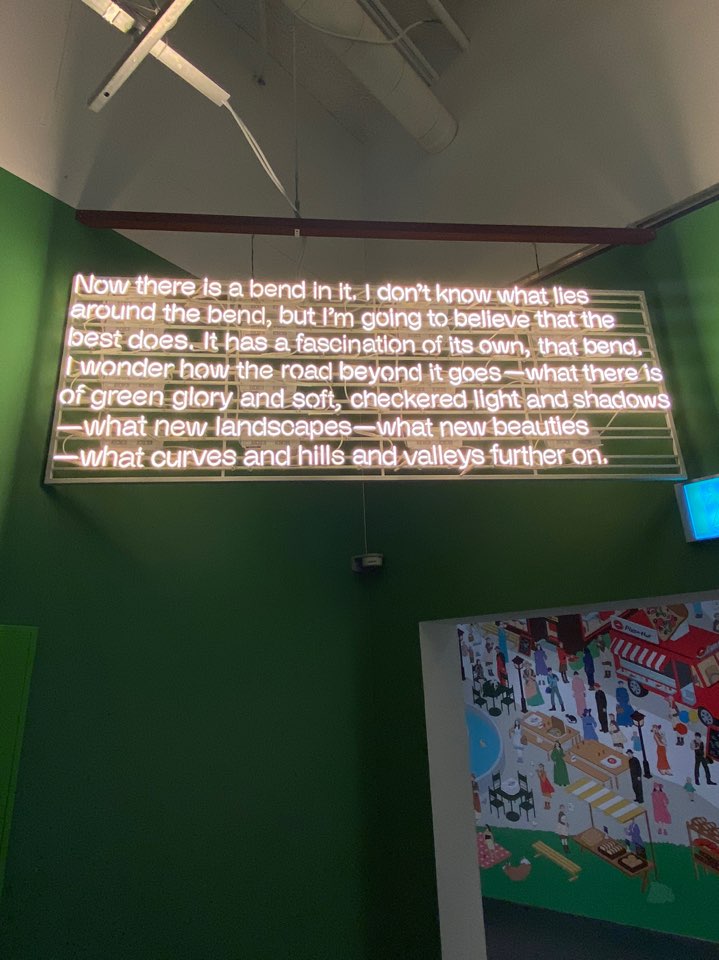 Now there is a bend in it. I don't know what lies
around the bend, but I'm going to believe that the
best does. It has a fascination of its own, that bend.
I wonder how the road beyond it goes—what there is
of green glory and soft, checkered light and shadows
—what new landscapes—what new beauties
—what curves and hills and valleys further on.
Pizza Hut